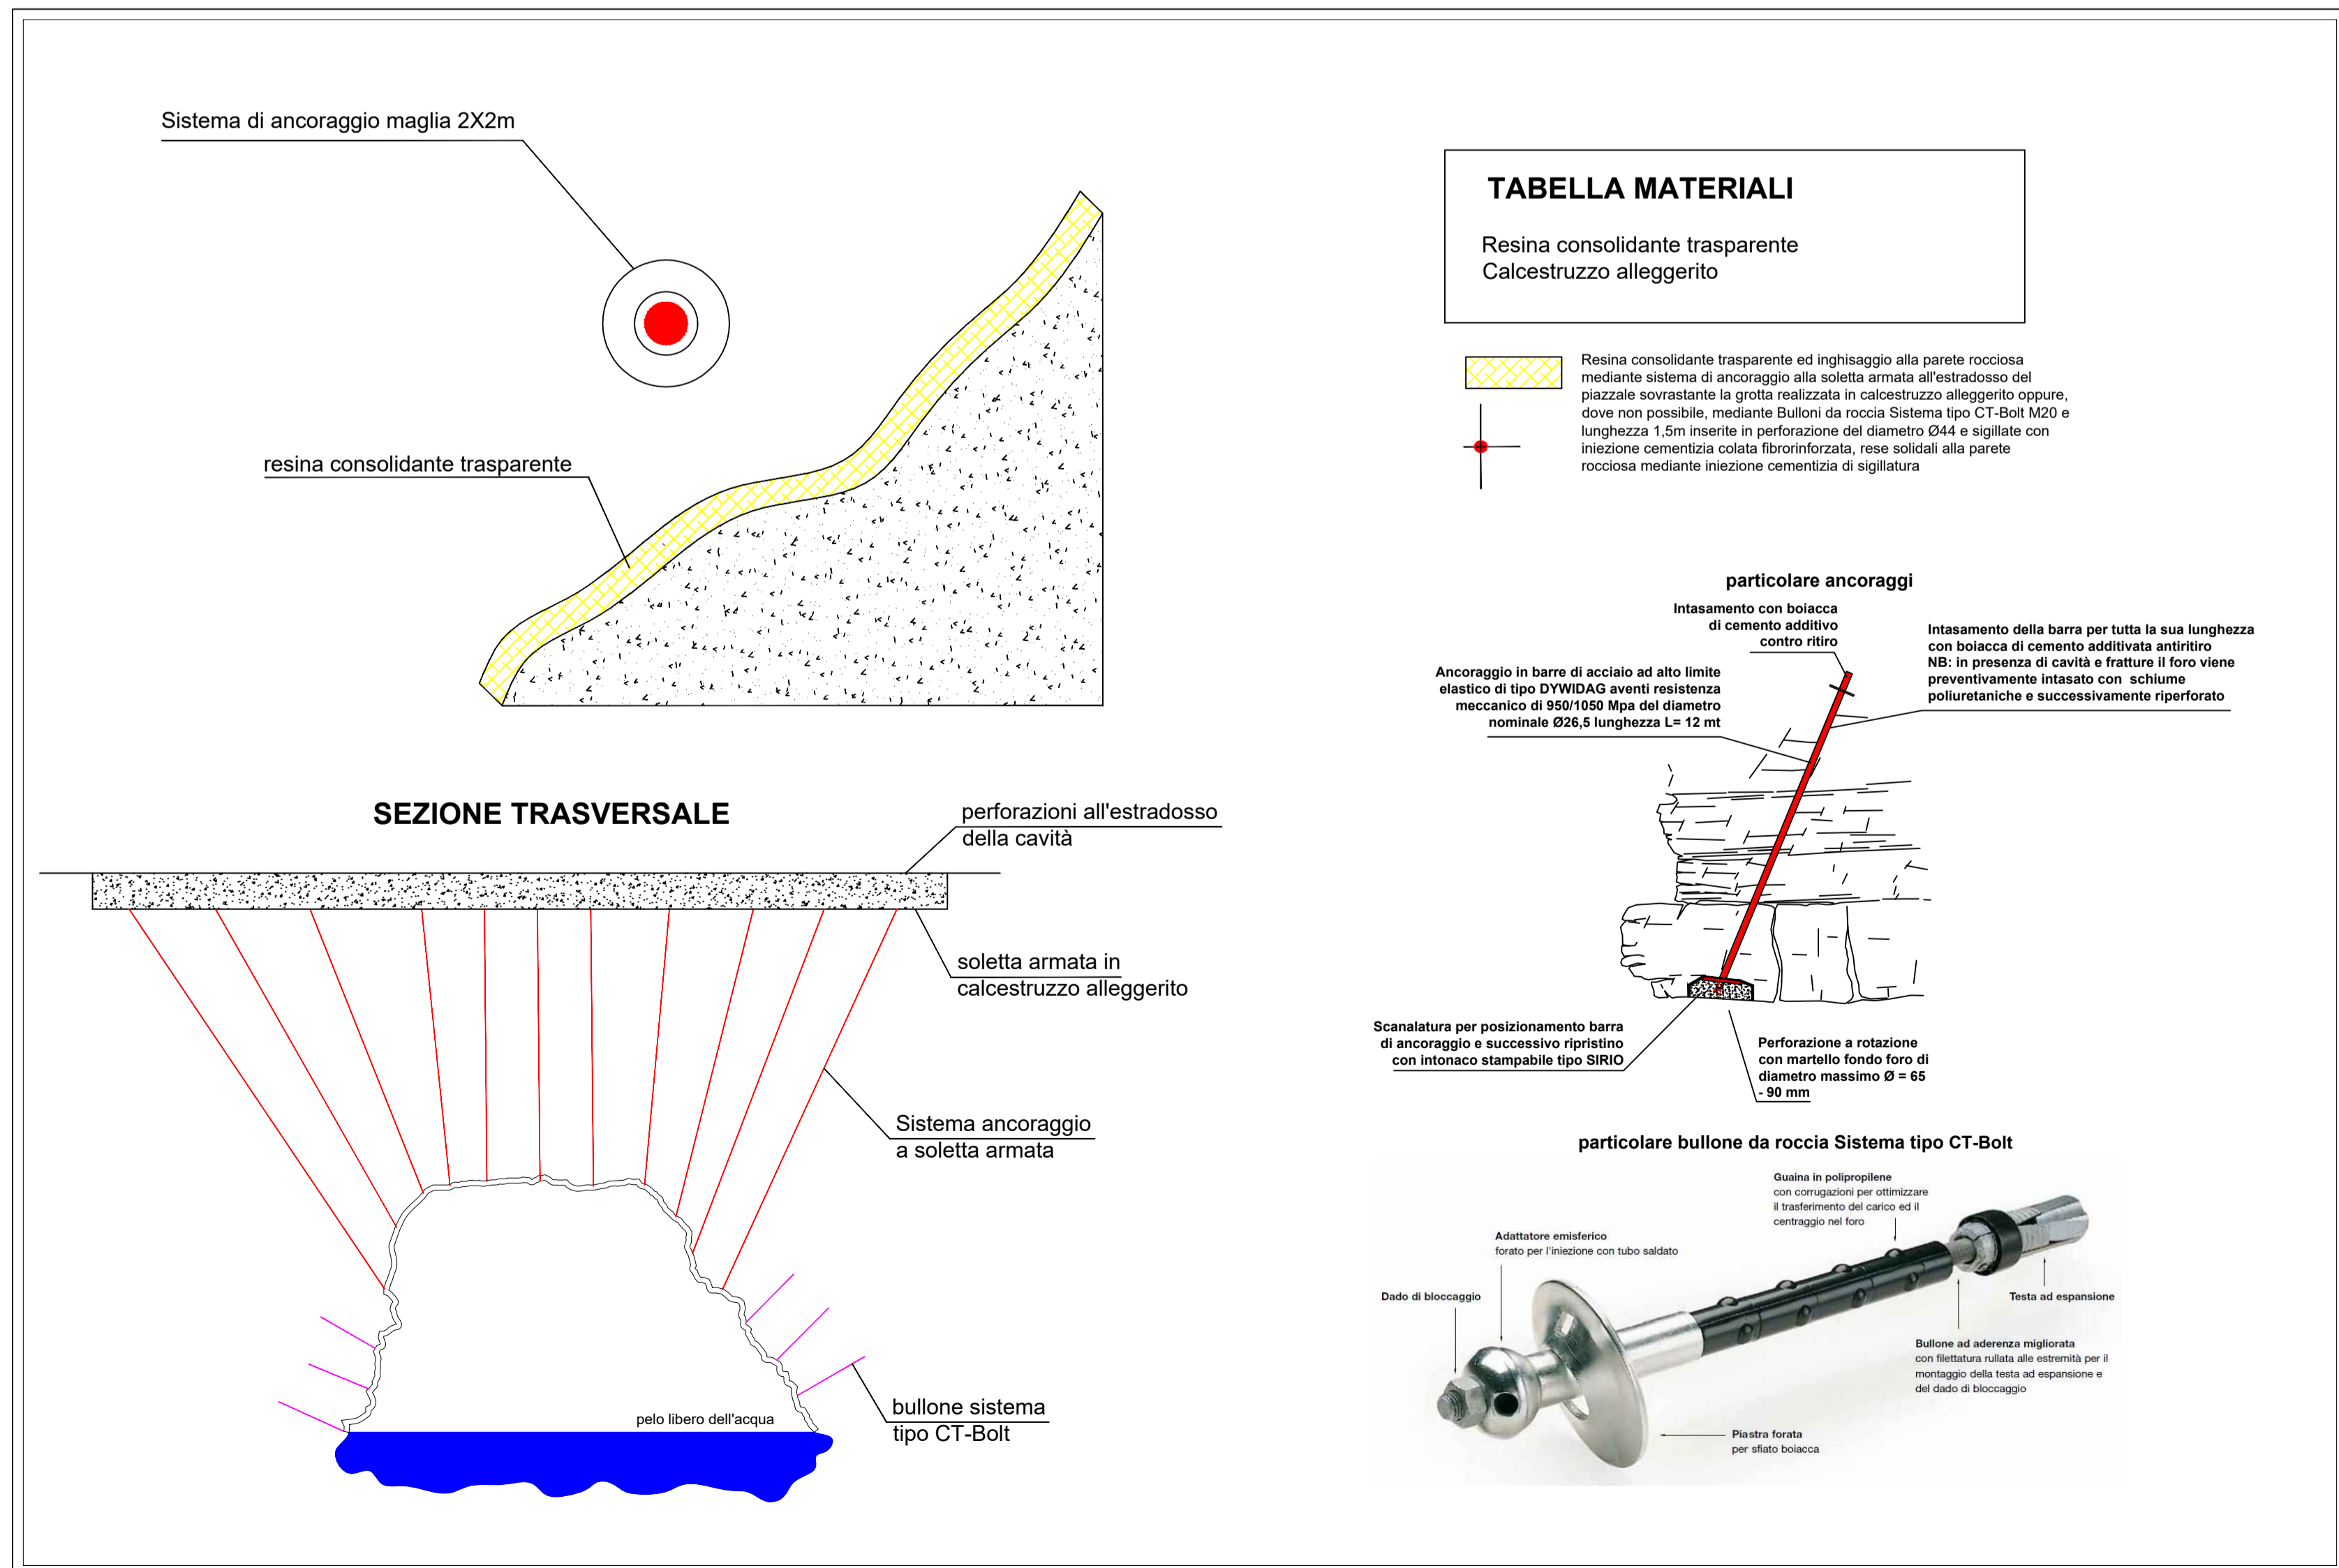 Sistema di ancoraggio maglia 2X2m
resina consolidante trasparente
TABELLA MATERIALI
Resina consolidante trasparente
Calcestruzzo alleggerito
Resina consolidante trasparente ed inghisaggio alla parete rocciosa
mediante sistema di ancoraggio alla soletta armata all'estradosso del
piazzale sovrastante la grotta realizzata in calcestruzzo alleggerito oppure,
dove non possibile, mediante Bulloni da roccia Sistema tipo CT-Bolt M20 e
lunghezza 1,5m inserite in perforazione del diametro Ø44 e sigillate con
iniezione cementizia colata fibrorinforzata, rese solidali alla parete
rocciosa mediante iniezione cementizia di sigillatura
particolare ancoraggi
Intasamento con boiacca
di cemento additivo
contro ritiro
Intasamento della barra per tutta la sua lunghezza
con boiacca di cemento additivata antiritiro
NB: in presenza di cavità e fratture il foro viene
preventivamente intasato con schiume
poliuretaniche e successivamente riperforato
Ancoraggio in barre di acciaio ad alto limite
elastico di tipo DYWIDAG aventi resistenza
meccanico di 950/1050 Mpa del diametro
nominale Ø26,5 lunghezza L= 12 mt
Scanalatura per posizionamento barra
di ancoraggio e successivo ripristino
con intonaco stampabile tipo SIRIO
Perforazione a rotazione
con martello fondo foro di
diametro massimo Ø = 65
- 90 mm
SEZIONE TRASVERSALE
perforazioni all'estradosso
della cavità
soletta armata in
calcestruzzo alleggerito
Sistema ancoraggio
a soletta armata
pelo libero dell'acqua
bullone sistema
tipo CT-Bolt
particolare bullone da roccia Sistema tipo CT-Bolt
Guaina in polipropilene
con corrugazioni per ottimizzare
il trasferimento del carico ed il
centraggio nel foro
Adattatore emisferico
forato per l'iniezione con tubo saldato
Dado di bloccaggio
Testa ad espansione
Bullone ad aderenza migliorata
con filettatura rullata alle estremità per il
montaggio della testa ad espansione e
del dado di bloccaggio
Piastra forata
per sfiato boiacca